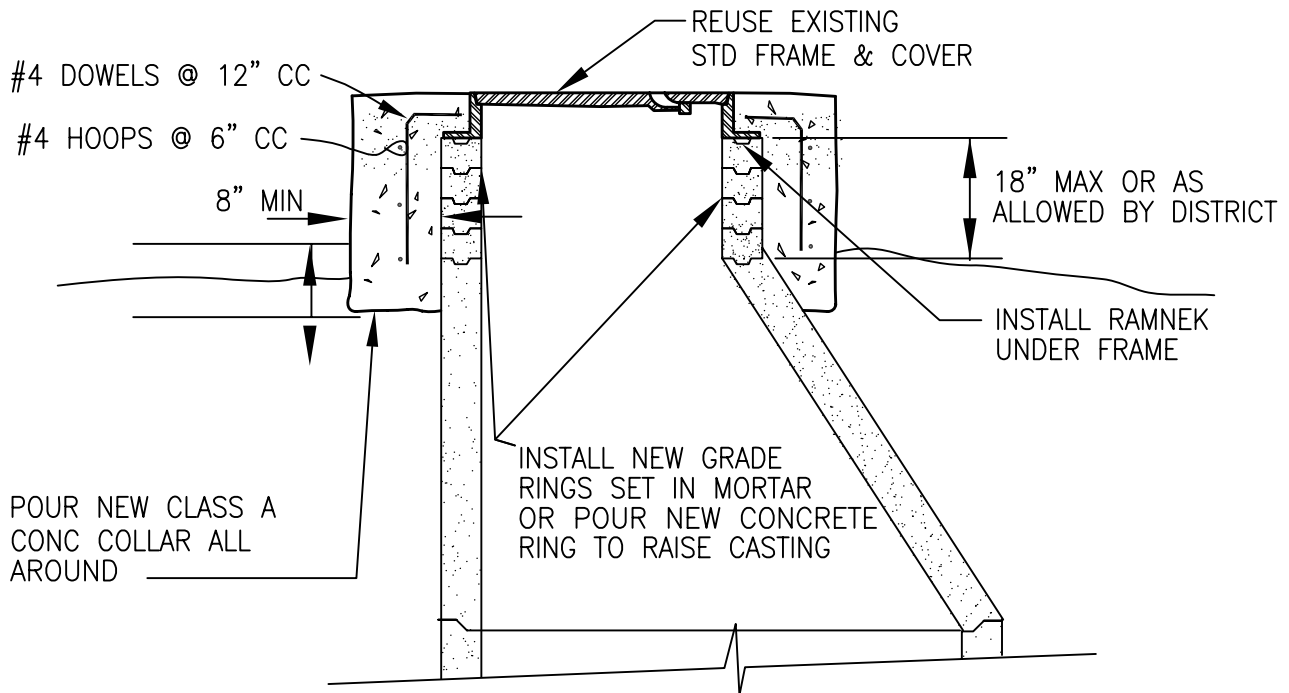 REUSE EXISTING
STD FRAME & COVER
#4 DOWELS @ 12" CC
#4 HOOPS @ 6" CC
8" MIN
18" MAX OR AS
ALLOWED BY DISTRICT
INSTALL RAMNEK
UNDER FRAME
INSTALL NEW GRADE
RINGS SET IN MORTAR
OR POUR NEW CONCRETE
RING TO RAISE CASTING
POUR NEW CLASS A
CONC COLLAR ALL
AROUND